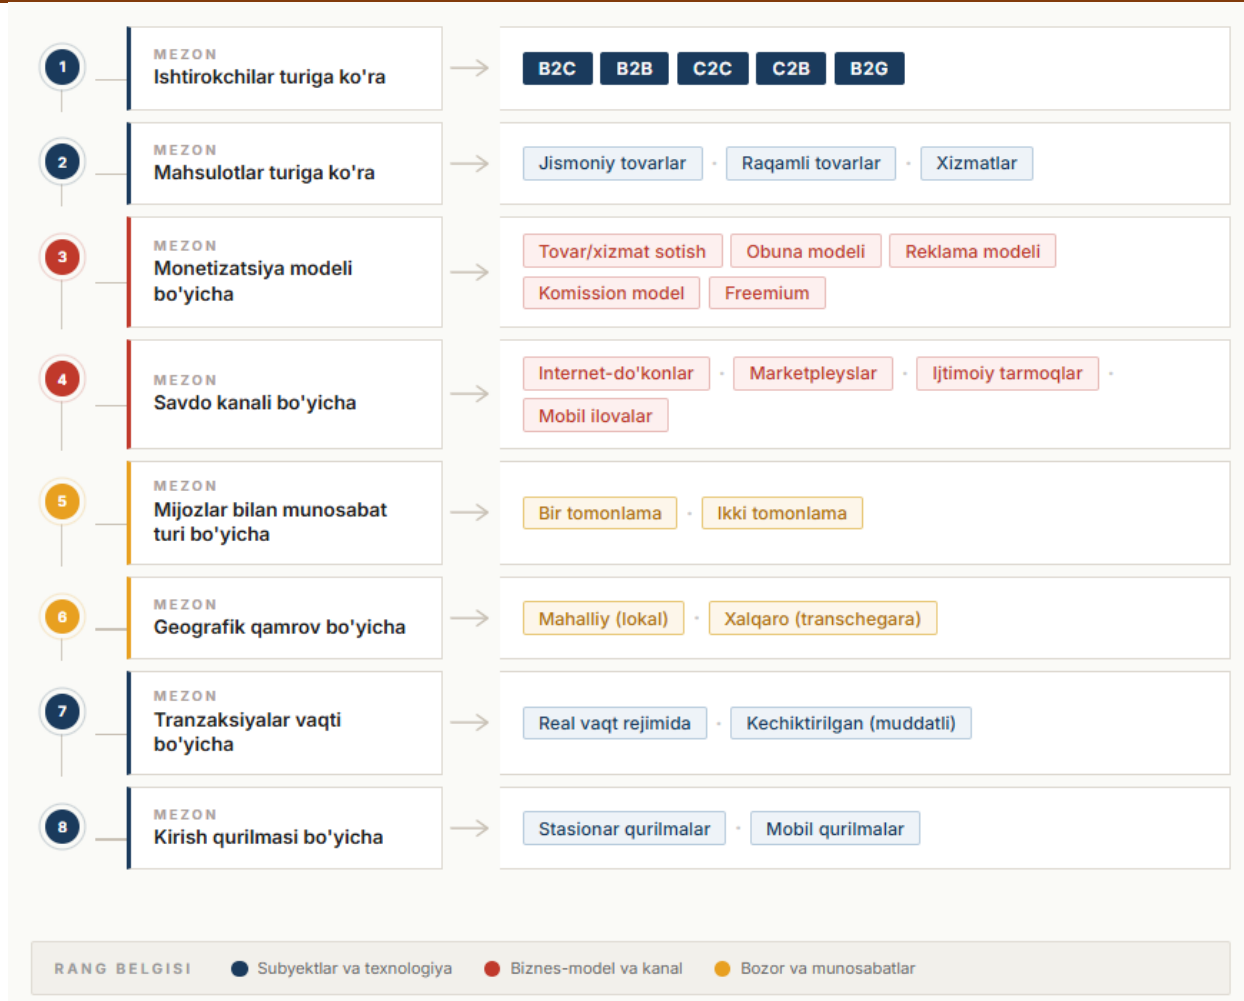 1
MEZON
Ishtirokchilar turiga ko'ra
B2C B2B C2C C2B B2G
2
MEZON
Mahsulotlar turiga ko'ra
Jismoniy tovarlar · Raqamli tovarlar · Xizmatlar
3
MEZON
Monetizatsiya modeli
bo'yicha
Tovar/xizmat sotish Obuna modeli Reklama modeli
Komission model Freemium
4
MEZON
Savdo kanali bo'yicha
Internet-do'konlar · Marketpleyslar · Ijtimoiy tarmoqlar ·
Mobil ilovalar
5
MEZON
Mijozlar bilan munosabat
turi bo'yicha
Bir tomonlama · Ikki tomonlama
6
MEZON
Geografik qamrov bo'yicha
Mahalliy (lokal) · Xalqaro (transchegara)
7
MEZON
Tranzaksiyalar vaqti
bo'yicha
Real vaqt rejimida · Kechiktirilgan (muddatli)
8
MEZON
Kirish qurilmasi bo'yicha
Stasionar qurilmalar · Mobil qurilmalar
RANG BELGISI Subyektlar va texnologiya Biznes-model va kanal Bozor va munosabatlar